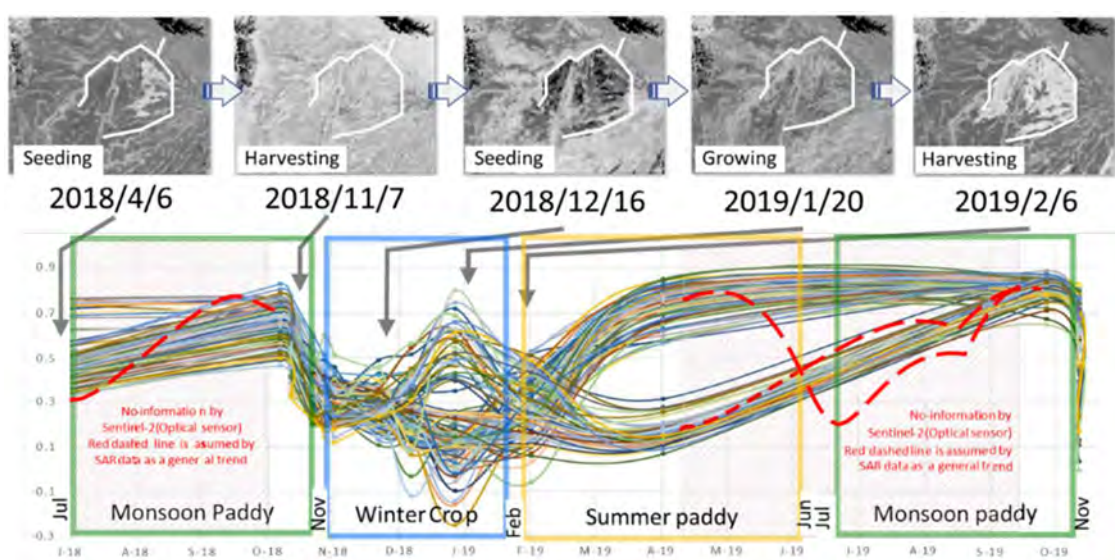 Seeding
Harvesting
Seeding
Growing
Harvesting
2018/4/6
2018/11/7
2018/12/16
2019/1/20
2019/2/6
0.9
0.7
0.5
0.3
0.1
-0.1
-0.3
No-information by
Sentinel-2(Optical sensor)
Red dashed line is assumed by
SAR data as a general trend
No-information by
Sentinel-2(Optical sensor)
Red dashed line is assumed by
SAR data as a general trend
Jul
Monsoon Paddy
Nov
Winter Crop
Feb
Summer paddy
Jun
Jul
Monsoon paddy
Nov
J-18
A-18
S-18
O-18
N-18
D-18
J-19
F-19
M-19
A-19
M-19
J-19
J-19
A-19
S-19
O-19